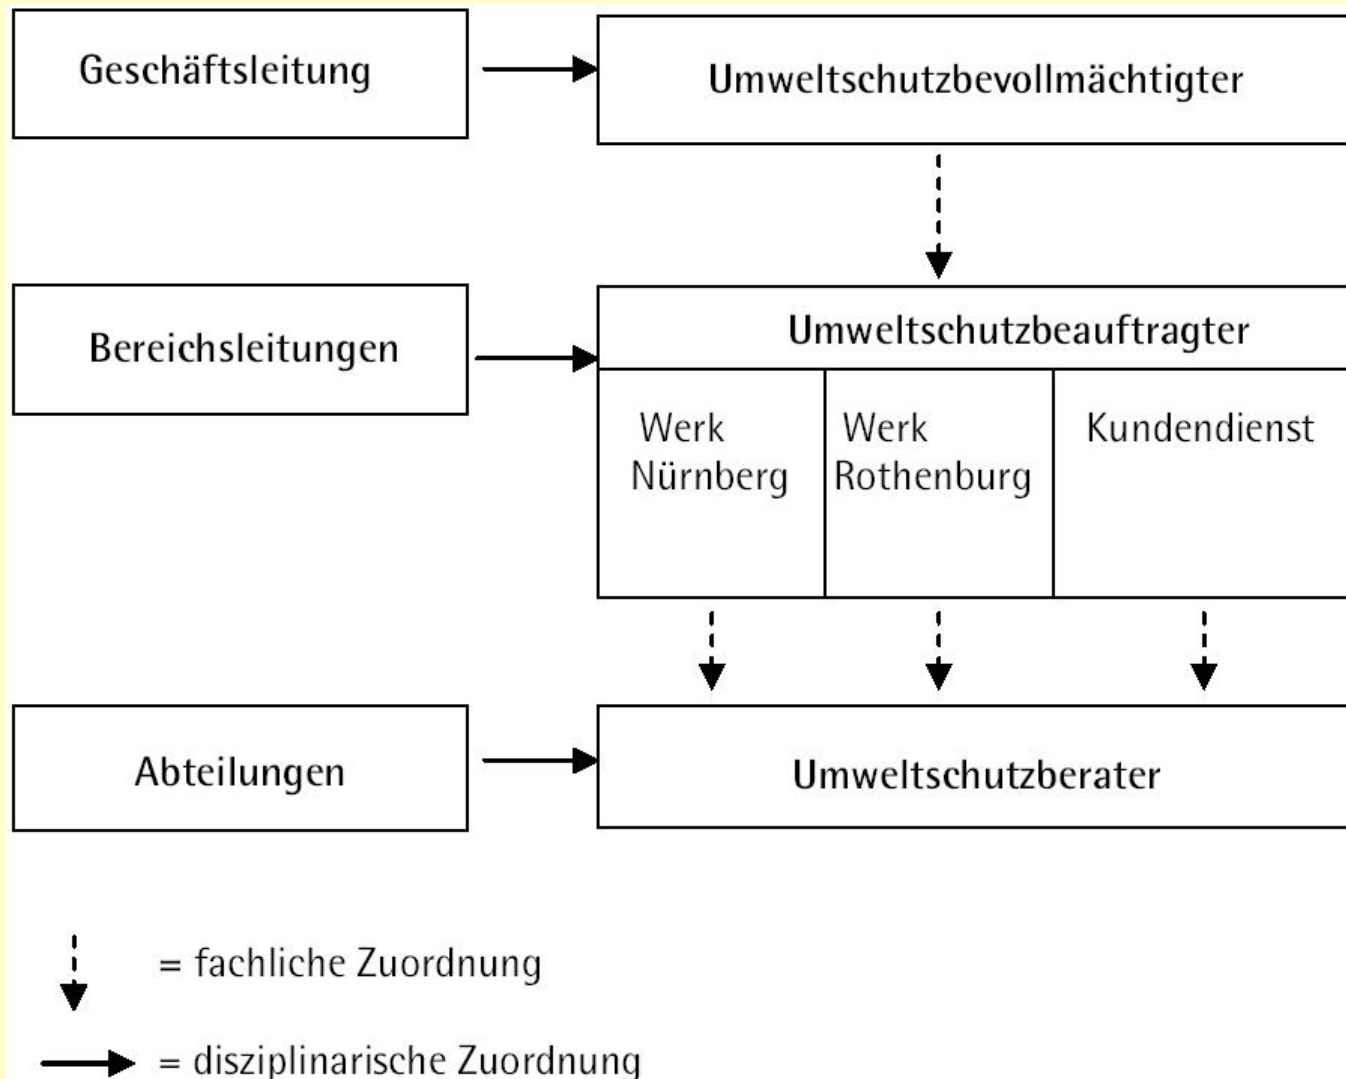 Geschäftsleitung
Umweltschutzbevollmächtigter
Bereichsleitungen
Umweltschutzbeauftragter
Werk
Nürnberg
Werk
Rothenburg
Kundendienst
Abteilungen
Umweltschutzberater
= fachliche Zuordnung
= disziplinarische Zuordnung